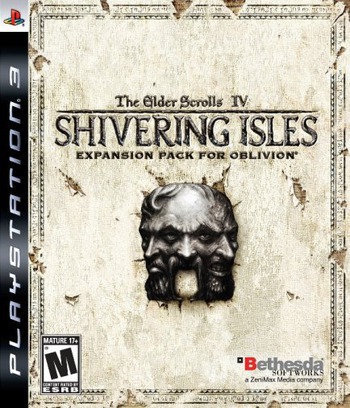 PLAYSTATION 3
The Elder Scrolls IV
SHIVERING ISLES
EXPANSION PACK FOR OBLIVION®
MATURE 17+
M
CONTENT RATED BY
ESRB
Bethesda
SOFTWORKS
a ZeniMax Media company